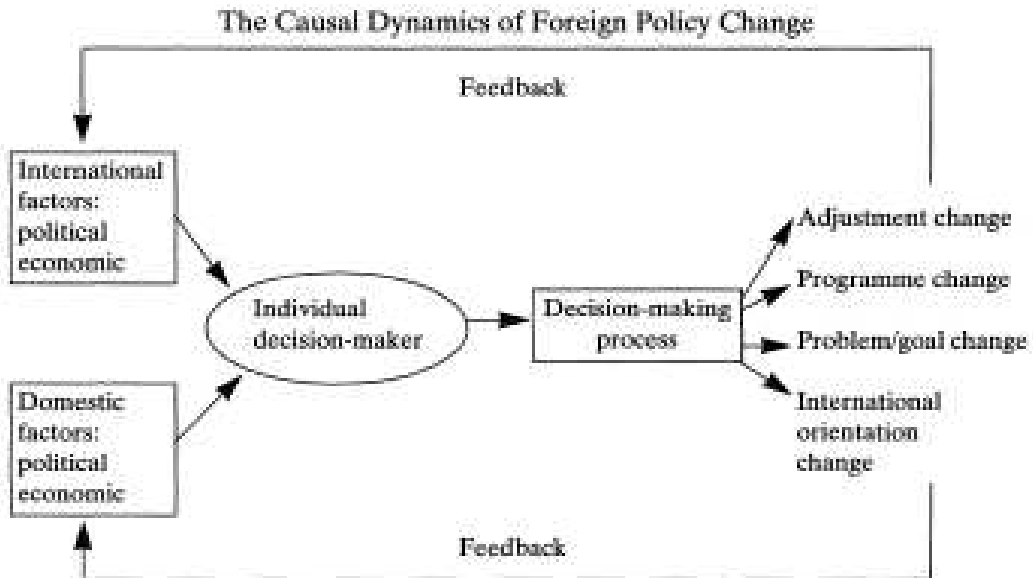 The Causal Dynamics of Foreign Policy Change
Feedback
International
factors:
political
economic
Individual
decision-maker
Decision-making
process
Adjustment change
Programme change
Problem/goal change
International
orientation
change
Domestic
factors:
political
economic
Feedback